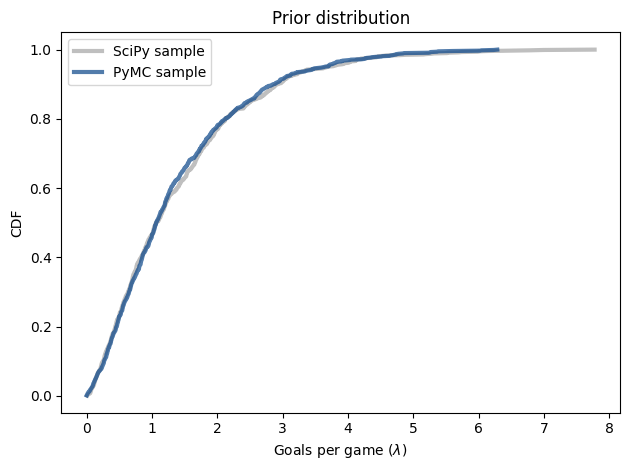 Prior distribution
SciPy sample
PyMC sample
1.0
0.8
0.6
0.4
0.2
0.0
CDF
0 1 2 3 4 5 6 7 8
Goals per game (λ)